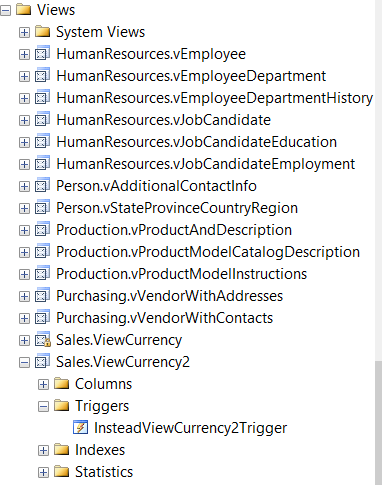 Views
System Views
HumanResources.vEmployee
HumanResources.vEmployeeDepartment
HumanResources.vEmployeeDepartmentHistory
HumanResources.vJobCandidate
HumanResources.vJobCandidateEducation
HumanResources.vJobCandidateEmployment
Person.vAdditionalContactInfo
Person.vStateProvinceCountryRegion
Production.vProductAndDescription
Production.vProductModelCatalogDescription
Production.vProductModelInstructions
Purchasing.vVendorWithAddresses
Purchasing.vVendorWithContacts
Sales.ViewCurrency
Sales.ViewCurrency2
Columns
Triggers
InsteadViewCurrency2Trigger
Indexes
Statistics